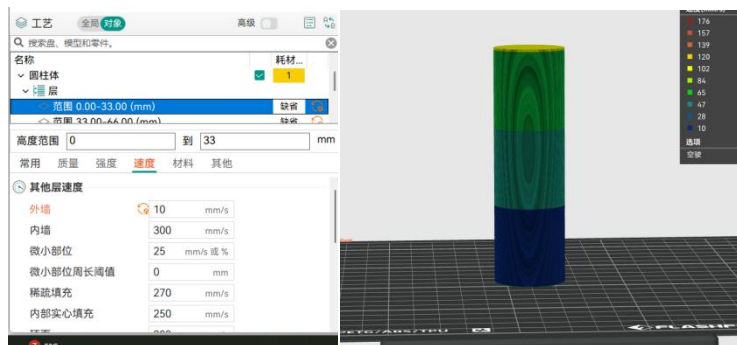 工艺 全局 对象 高级
搜索盘、模型和零件。
名称 耗材...
圆柱体 1
层
范围 0.00-33.00 (mm) 缺省
范围 33.00-66.00 (mm) 缺省
高度范围 0 到 33 mm
常用 质量 强度 速度 材料 其他
其他层速度
外墙 10 mm/s
内墙 300 mm/s
微小部位 25 mm/s 或 %
微小部位周长阈值 0 mm
稀疏填充 270 mm/s
内部实心填充 250 mm/s
176
157
139
120
102
84
65
47
28
10
选项
空驶